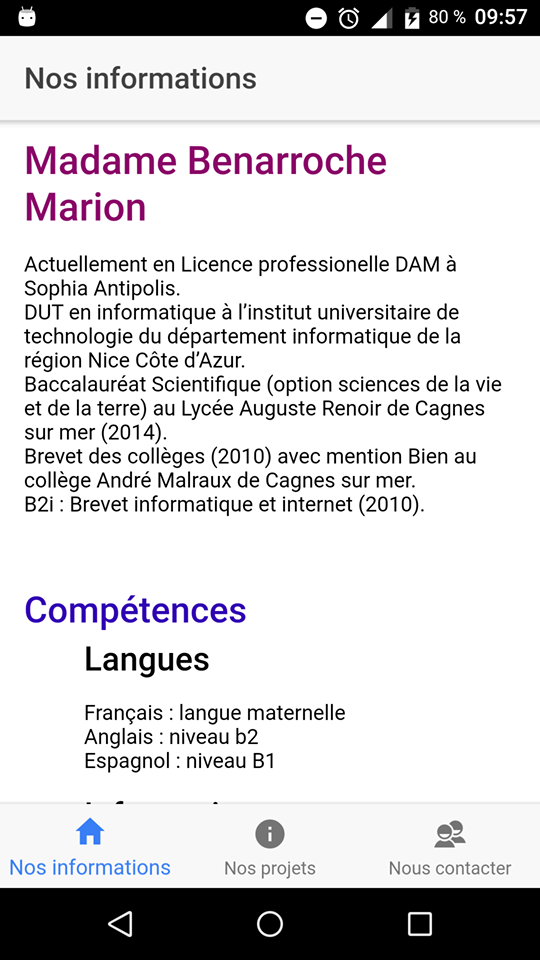 80 % 09:57
Nos informations
Madame Benarroche
Marion
Actuellement en Licence professionelle DAM à
Sophia Antipolis.
DUT en informatique à l’institut universitaire de
technologie du département informatique de la
région Nice Côte d’Azur.
Baccalauréat Scientifique (option sciences de la vie
et de la terre) au Lycée Auguste Renoir de Cagnes
sur mer (2014).
Brevet des collèges (2010) avec mention Bien au
collège André Malraux de Cagnes sur mer.
B2i : Brevet informatique et internet (2010).
Compétences
Langues
Français : langue maternelle
Anglais : niveau b2
Espagnol : niveau B1
Nos informations
Nos projets
Nous contacter